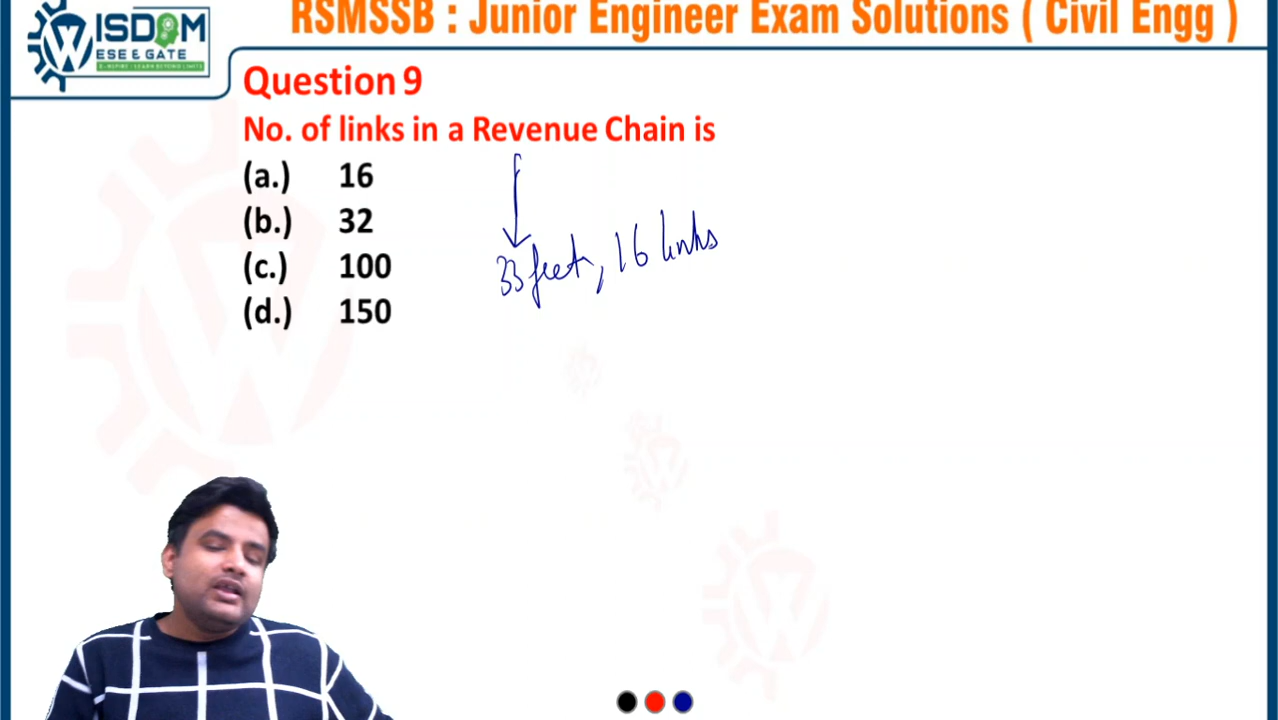 RSMSSB : Junior Engineer Exam Solutions ( Civil Engg )
WISDOM
ESE & GATE
Question 9
No. of links in a Revenue Chain is
(a.) 16
(b.) 32
(c.) 100
(d.) 150
33 feet, 16 links